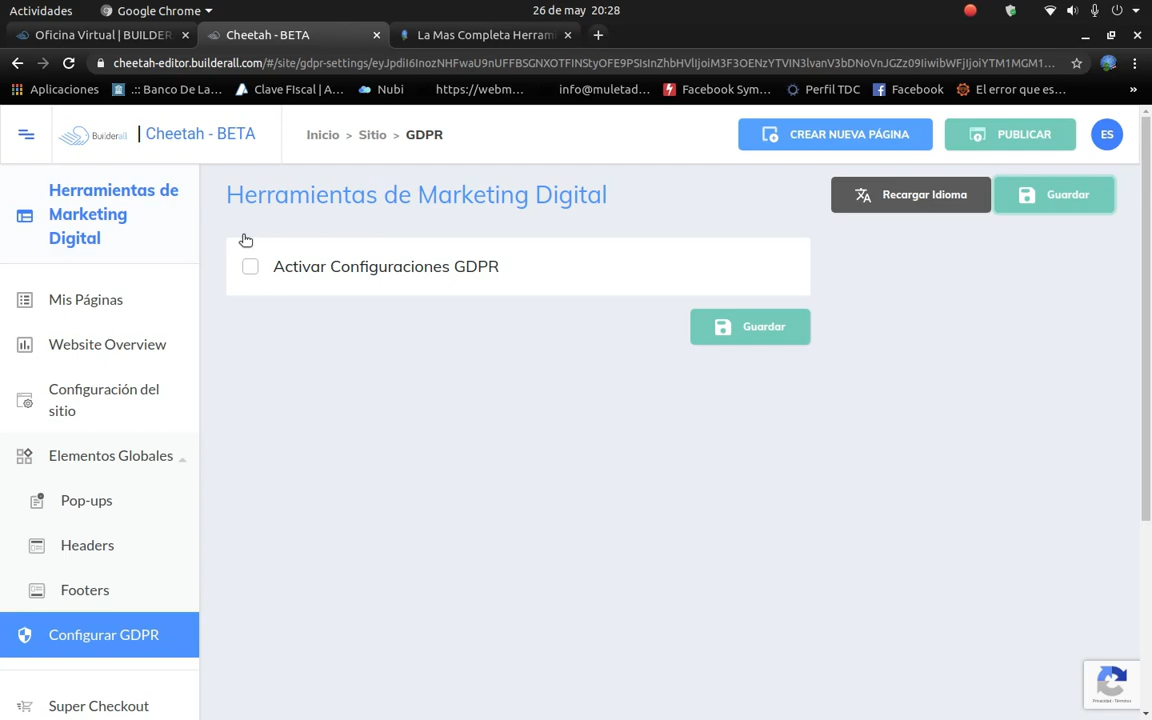 Actividades
Google Chrome
26 de may  20:28
Oficina Virtual | BUILDER
Cheetah - BETA
La Mas Completa Herrami
cheetah-editor.builderall.com/#/site/gdpr-settings/
Aplicaciones
.:: Banco De La...
Clave FIscal | A...
Nubi
https://webm...
info@muletad...
Facebook Sym...
Perfil TDC
Facebook
El error que es...
»
Builderall
| Cheetah - BETA
Inicio > Sitio > GDPR
CREAR NUEVA PÁGINA
PUBLICAR
ES
Herramientas de
Marketing
Digital
Herramientas de Marketing Digital
Recargar Idioma
Guardar
Activar Configuraciones GDPR
Guardar
Mis Páginas
Website Overview
Configuración del
sitio
Elementos Globales
Pop-ups
Headers
Footers
Configurar GDPR
Super Checkout
Privacidad - Términos